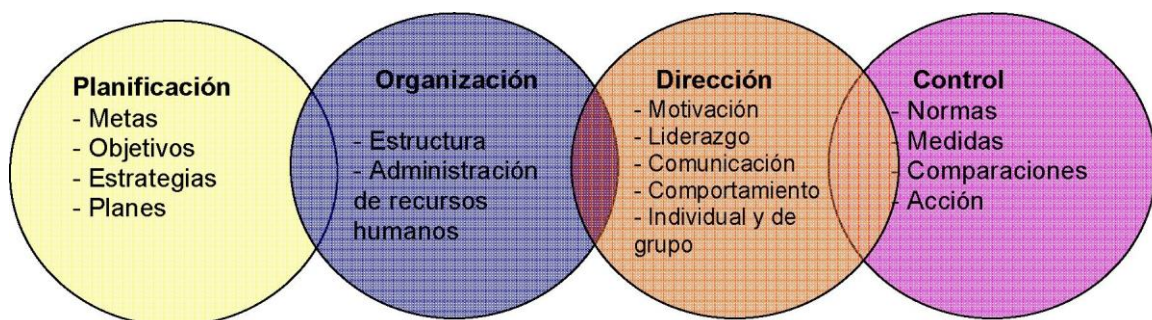 Planificación
- Metas
- Objetivos
- Estrategias
- Planes
Organización
- Estructura
- Administración
de recursos
humanos
Dirección
- Motivación
- Liderazgo
- Comunicación
- Comportamiento
- Individual y de
grupo
Control
- Normas
- Medidas
- Comparaciones
- Acción